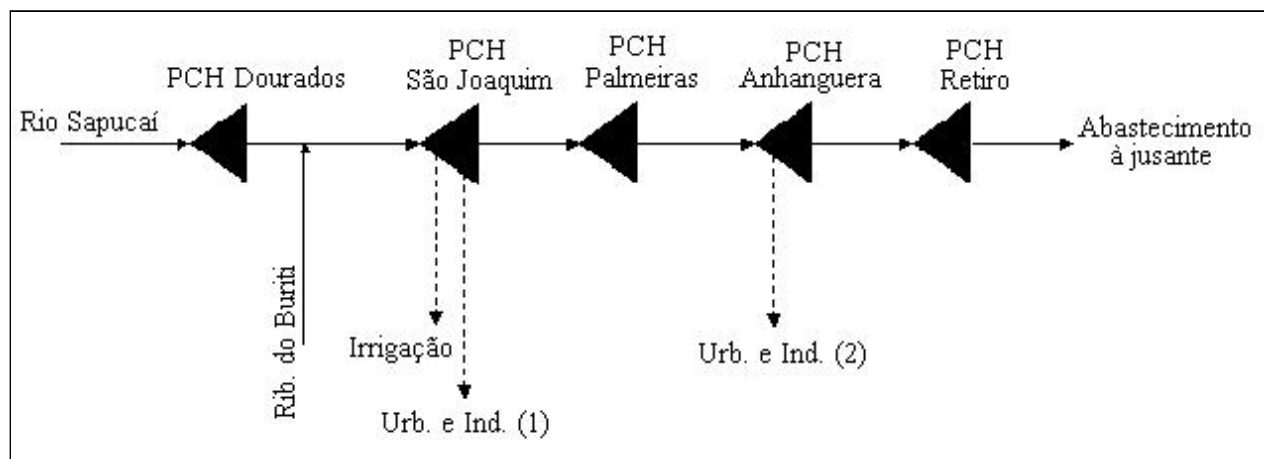 PCH Dourados
PCH
São Joaquim
PCH
Palmeiras
PCH
Anhanguera
PCH
Retiro
Rio Sapucaí
Abastecimento
à jusante
Rib. do Buriti
Irrigação
Urb. e Ind. (1)
Urb. e Ind. (2)